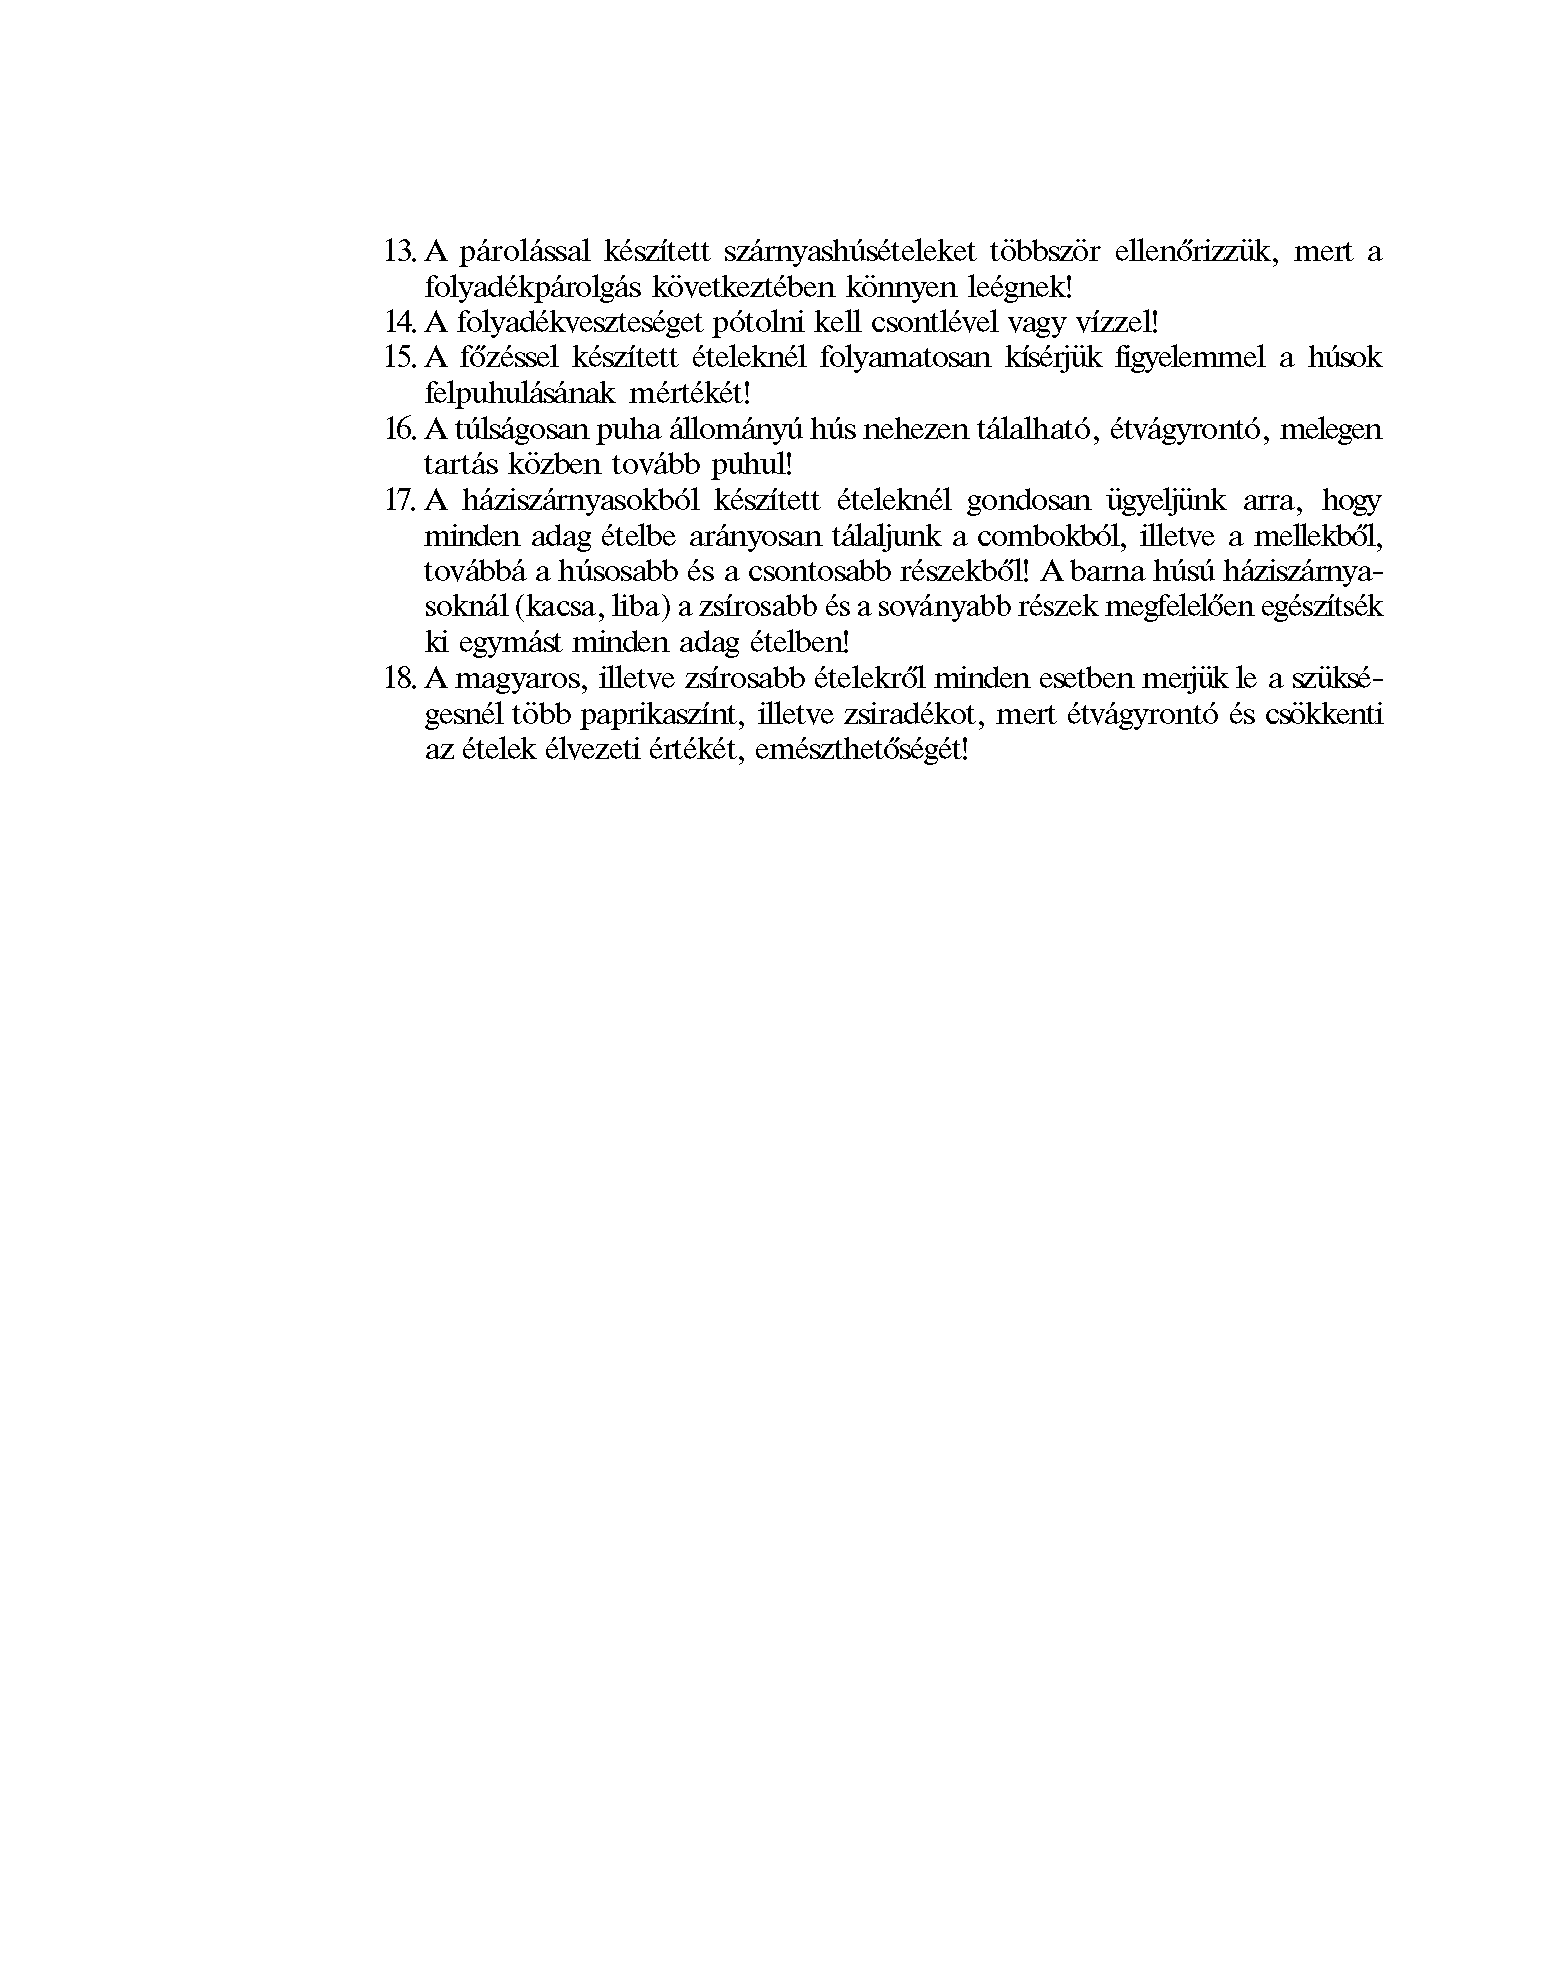 13. A párolással készített szárnyashúsételeket többször ellenőrizzük, mert a
folyadékpárolgás következtében könnyen leégnek!
14. A folyadékveszteséget pótolni kell csontlével vagy vízzel!
15. A főzéssel készített ételeknél folyamatosan kísérjük figyelemmel a húsok
felpuhulásának mértékét!
16. A túlságosan puha állományú hús nehezen tálalható, étvágyrontó, melegen
tartás közben tovább puhul!
17. A háziszárnyasokból készített ételeknél gondosan ügyeljünk arra, hogy
minden adag ételbe arányosan tálaljunk a combokból, illetve a mellekből,
továbbá a húsosabb és a csontosabb részekből! A barna húsú háziszárnya-
soknál (kacsa, liba) a zsírosabb és a soványabb részek megfelelően egészítsék
ki egymást minden adag ételben!
18. A magyaros, illetve zsírosabb ételekről minden esetben merjük le a szüksé-
gesnél több paprikaszínt, illetve zsiradékot, mert étvágyrontó és csökkenti
az ételek élvezeti értékét, emészthetőségét!